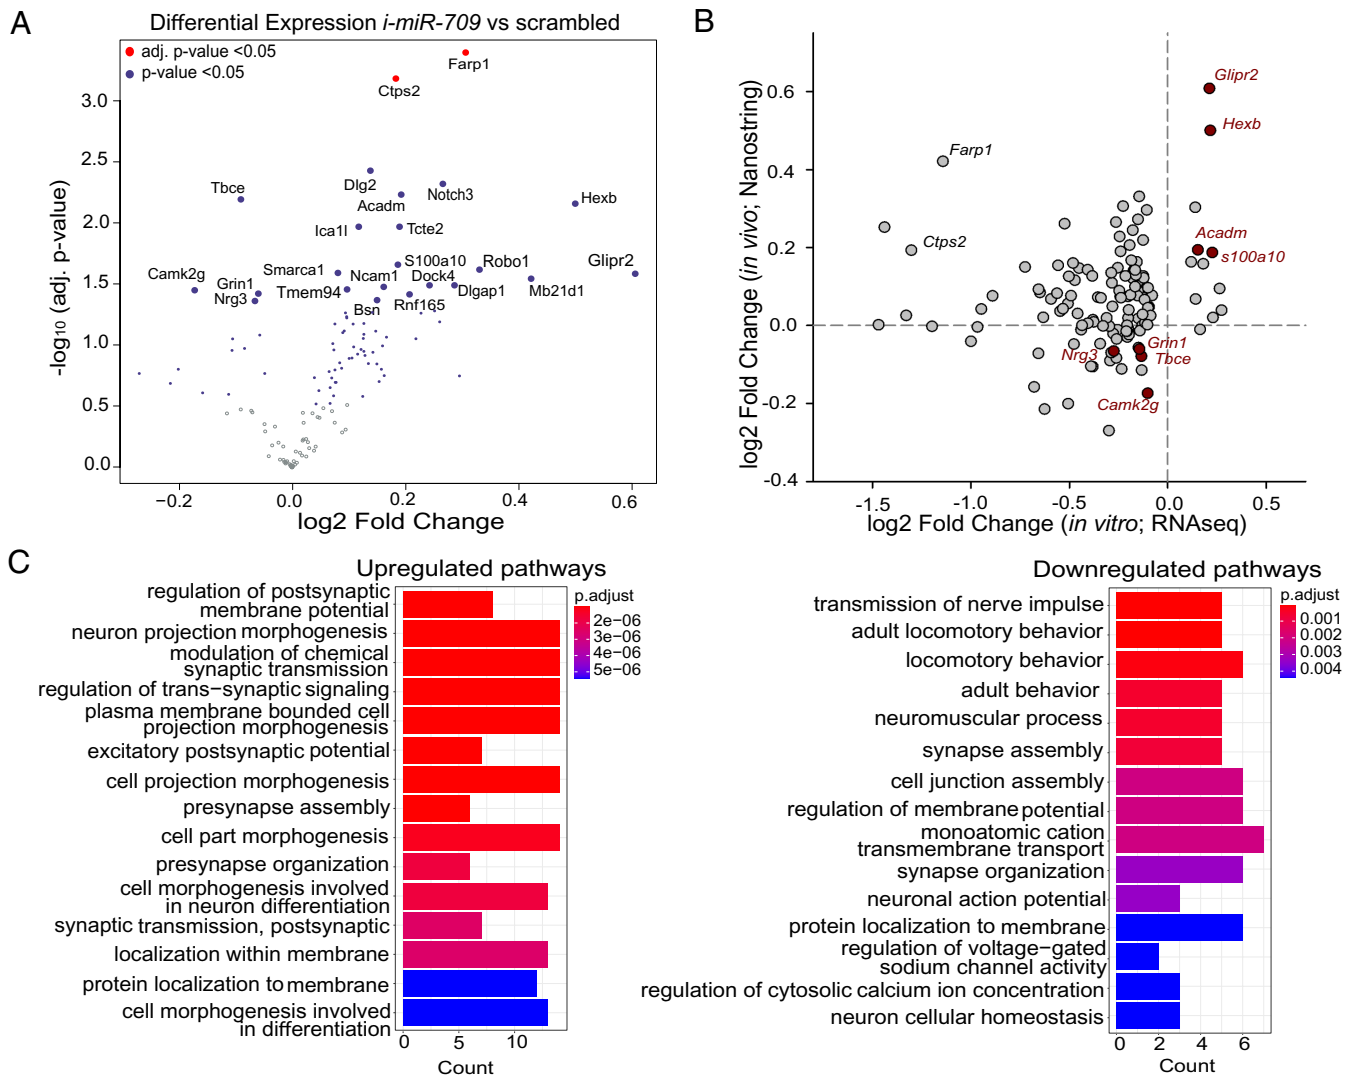 A
Differential Expression i-miR-709 vs scrambled
adj. p-value <0.05
p-value <0.05
Farp1
Ctps2
Tbce
Dlg2
Notch3
Acadm
Hexb
Ica1l
Tcte2
Camk2g
Grin1
Nrg3
Smarca1
Tmem94
Ncam1
S100a10
Dock4
Robo1
Glipr2
Bsn
Rnf165
Dlgap1
Mb21d1
3.0
2.5
2.0
1.5
1.0
0.5
0.0
-log10 (adj. p-value)
−0.2
0.0
0.2
0.4
0.6
log2 Fold Change
B
Glipr2
Hexb
Farp1
Ctps2
Acadm
s100a10
Nrg3
Grin1
Tbce
Camk2g
0.6
0.4
0.2
0.0
-0.2
-0.4
log2 Fold Change (in vivo; Nanostring)
-1.5
-1.0
-0.5
0.0
0.5
log2 Fold Change (in vitro; RNAseq)
C
Upregulated pathways
regulation of postsynaptic
membrane potential
neuron projection morphogenesis
modulation of chemical
synaptic transmission
regulation of trans−synaptic signaling
plasma membrane bounded cell
projection morphogenesis
excitatory postsynaptic potential
cell projection morphogenesis
presynapse assembly
cell part morphogenesis
presynapse organization
cell morphogenesis involved
in neuron differentiation
synaptic transmission, postsynaptic
localization within membrane
protein localization to membrane
cell morphogenesis involved
in differentiation
0
5
10
Count
p.adjust
2e−06
3e−06
4e−06
5e−06
Downregulated pathways
transmission of nerve impulse
adult locomotory behavior
locomotory behavior
adult behavior
neuromuscular process
synapse assembly
cell junction assembly
regulation of membrane potential
monoatomic cation
transmembrane transport
synapse organization
neuronal action potential
protein localization to membrane
regulation of voltage−gated
sodium channel activity
regulation of cytosolic calcium ion concentration
neuron cellular homeostasis
0
2
4
6
Count
p.adjust
0.001
0.002
0.003
0.004